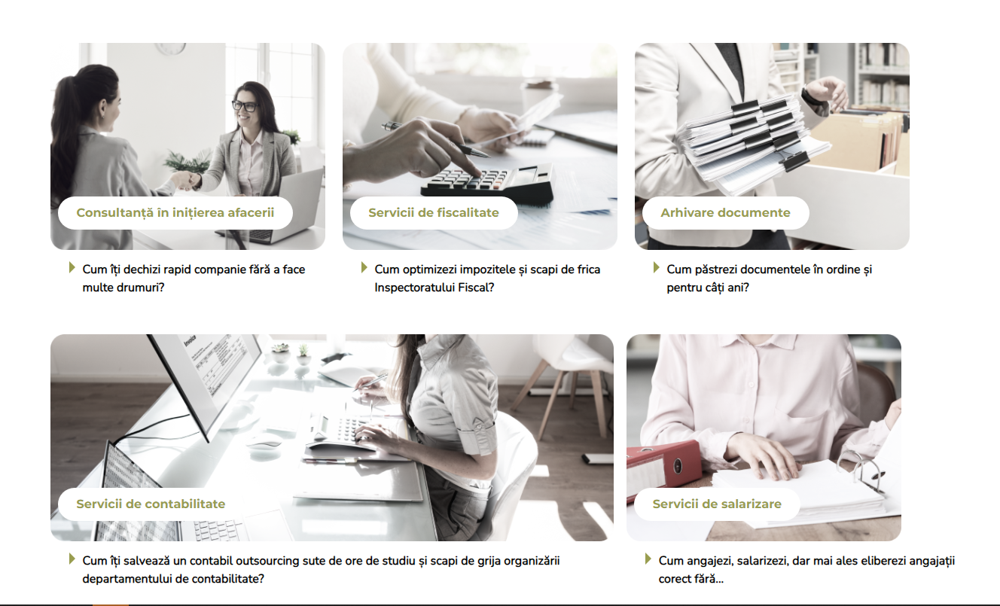 Consultanță în inițierea afacerii
Servicii de fiscalitate
Arhivare documente
Cum îți dechizi rapid companie fără a face
multe drumuri?
Cum optimizezi impozitele și scapi de frica
Inspectoratului Fiscal?
Cum păstrezi documentele în ordine și
pentru câți ani?
Invoice
Servicii de contabilitate
Servicii de salarizare
Cum îți salvează un contabil outsourcing sute de ore de studiu și scapi de grija organizării
departamentului de contabilitate?
Cum angajezi, salarizezi, dar mai ales eliberezi angajații
corect fără...